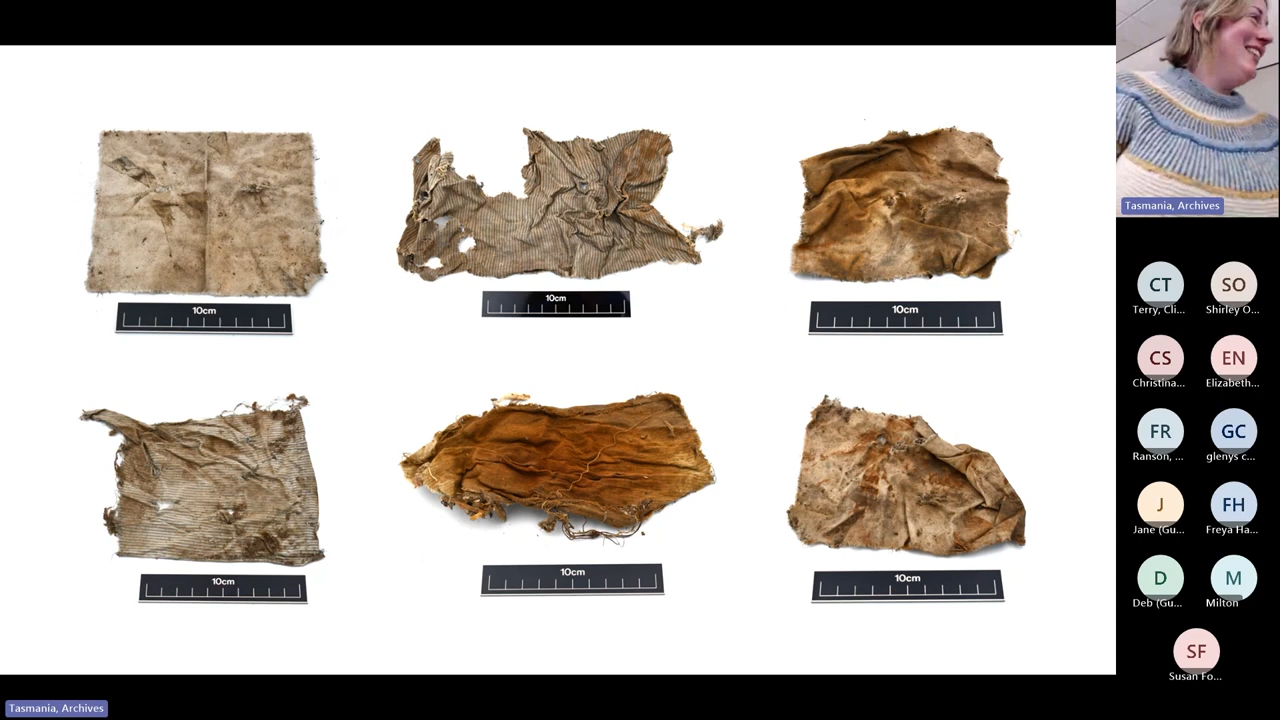 10cm
10cm
10cm
10cm
10cm
10cm
Tasmania, Archives
CT
SO
Terry, Cli...
Shirley O...
CS
EN
Christina...
Elizabeth...
FR
GC
Ranson, ...
glenys c...
J
FH
Jane (Gu...
Freya Ha...
D
M
Deb (Gu...
Milton
SF
Susan Fo...
Tasmania, Archives